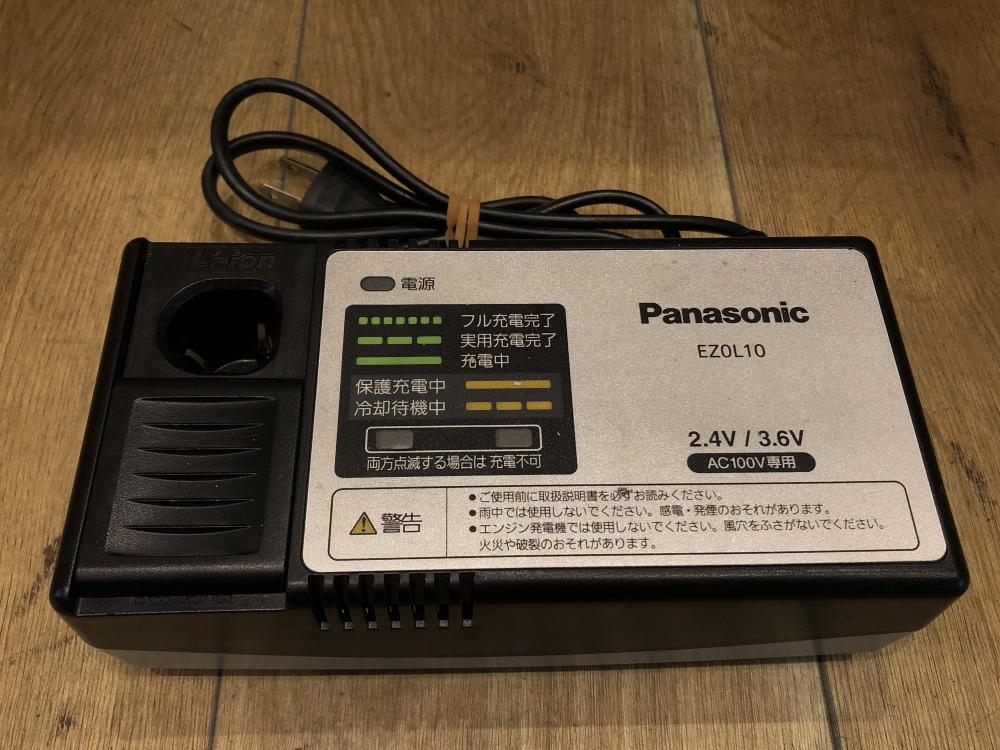 Li-ion
電源
フル充電完了
実用充電完了
充電中
保護充電中
冷却待機中
両方点滅する場合は 充電不可
Panasonic
EZ0L10
2.4V / 3.6V
AC100V専用
警告
●ご使用前に取扱説明書を必ずお読みください。
●雨中では使用しないでください。感電・発煙のおそれがあります。
●エンジン発電機では使用しないでください。風穴をふさがないでください。
火災や破裂のおそれがあります。